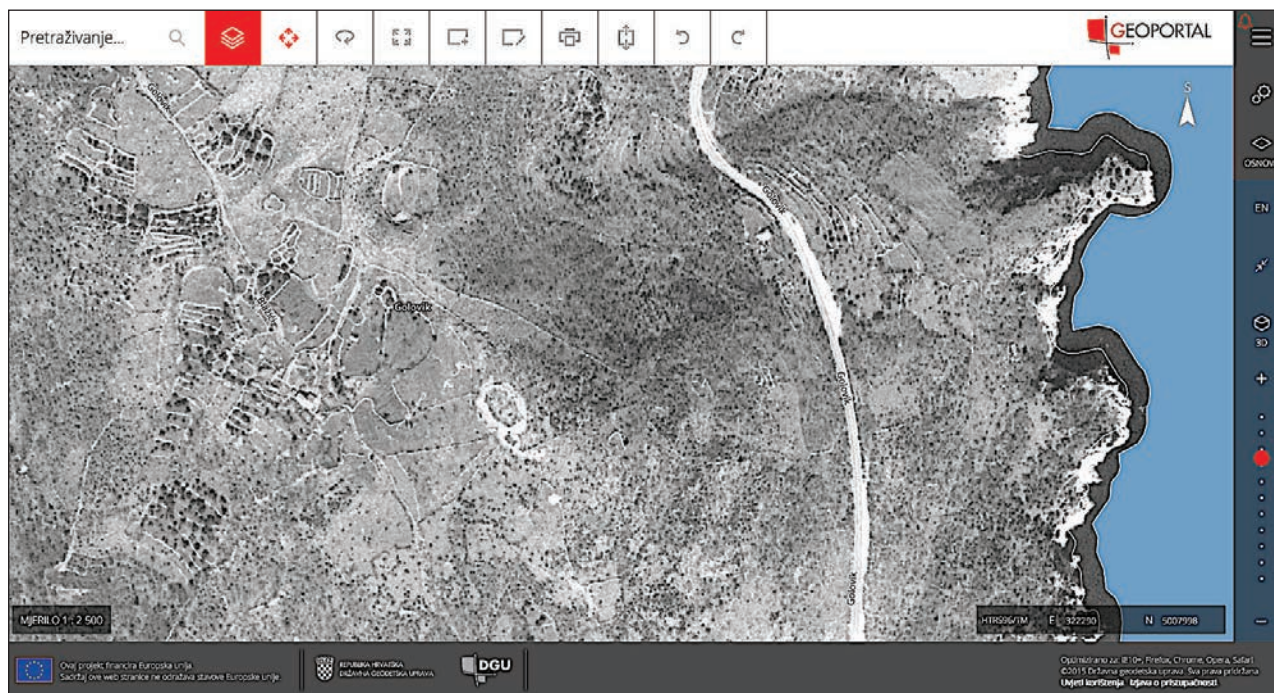 Pretraživanje...
GEOPORTAL
S
OSNOV
EN
3D
Golovik
Golovik
Golovik
Golovik
Golovik
MJERILO 1 : 2 500
HTRS96/TM E 322290 N 5007998
Ovaj projekt financira Europska unija.
Sadržaj ove web stranice ne odražava stavove Europske unije.
REPUBLIKA HRVATSKA
DRŽAVNA GEODETSKA UPRAVA
DGU
Optimizirano za: IE10+, Firefox, Chrome, Opera, Safari
©2015 Državna geodetska uprava. Sva prava pridržana.
Uvjeti korištenja Izjava o pristupačnosti